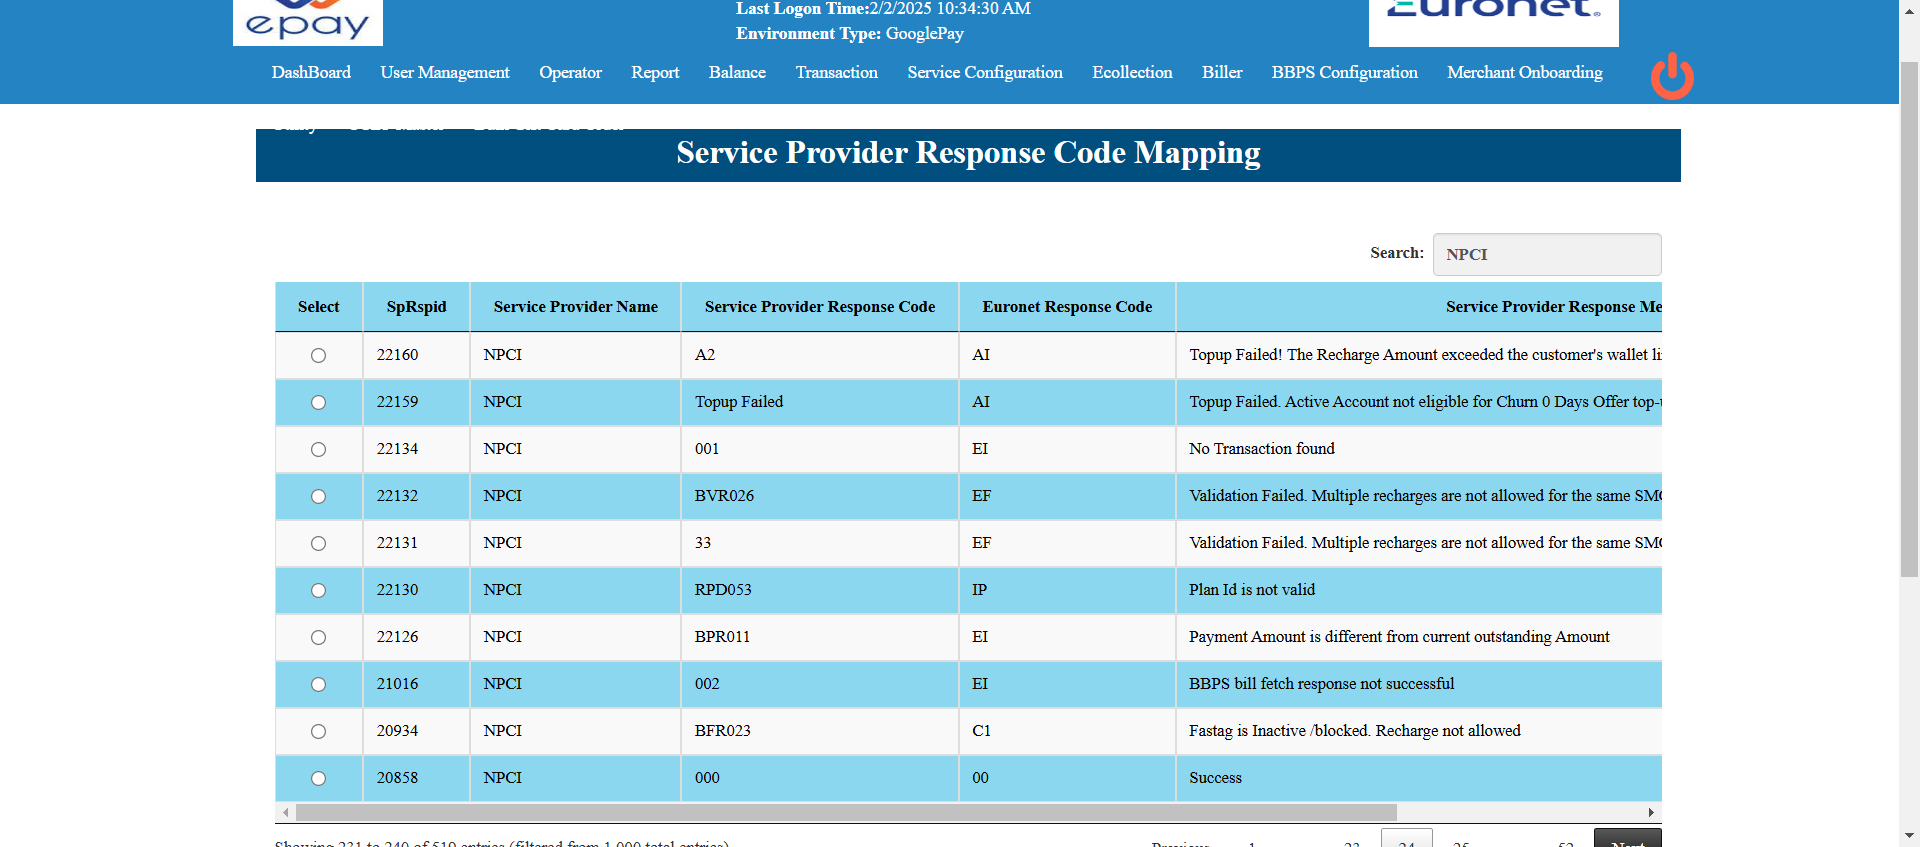 epay
Last Logon Time:2/2/2025 10:34:30 AM
Environment Type: GooglePay
Euronet
DashBoard User Management Operator Report Balance Transaction Service Configuration Ecollection Biller BBPS Configuration Merchant Onboarding
Service Provider Response Code Mapping
Search: NPCI
Select SpRspid Service Provider Name Service Provider Response Code Euronet Response Code Service Provider Response Me
22160 NPCI A2 AI Topup Failed! The Recharge Amount exceeded the customer's wallet li
22159 NPCI Topup Failed AI Topup Failed. Active Account not eligible for Churn 0 Days Offer top-
22134 NPCI 001 EI No Transaction found
22132 NPCI BVR026 EF Validation Failed. Multiple recharges are not allowed for the same SM
22131 NPCI 33 EF Validation Failed. Multiple recharges are not allowed for the same SM
22130 NPCI RPD053 IP Plan Id is not valid
22126 NPCI BPR011 EI Payment Amount is different from current outstanding Amount
21016 NPCI 002 EI BBPS bill fetch response not successful
20934 NPCI BFR023 C1 Fastag is Inactive /blocked. Recharge not allowed
20858 NPCI 000 00 Success
Showing 231 to 240 of 519 entries (filtered from 1,000 total entries) Previous 1 23 24 25 52 Next